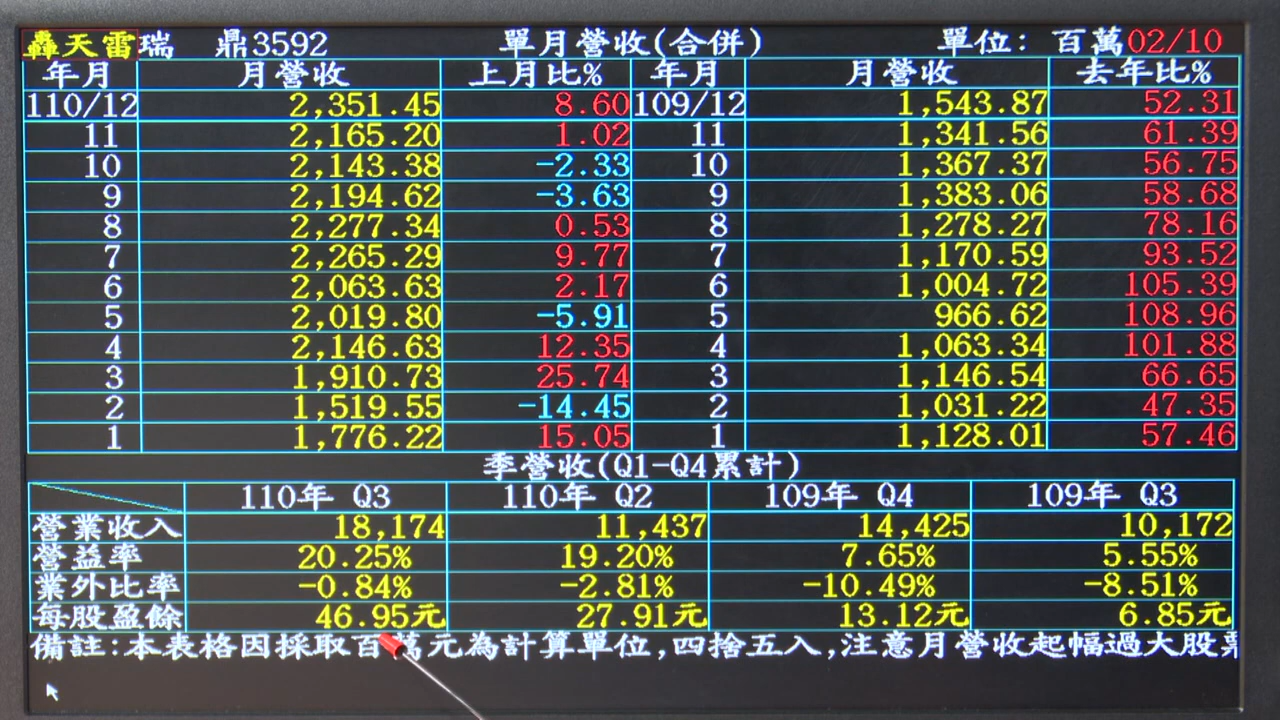 轟天雷瑞 鼎3592 單月營收(合併) 單位: 百萬02/10
年月 月營收 上月比% 年月 月營收 去年比%
110/12 2,351.45 8.60 109/12 1,543.87 52.31
11 2,165.20 1.02 11 1,341.56 61.39
10 2,143.38 -2.33 10 1,367.37 56.75
9 2,194.62 -3.63 9 1,383.06 58.68
8 2,277.34 0.53 8 1,278.27 78.16
7 2,265.29 9.77 7 1,170.59 93.52
6 2,063.63 2.17 6 1,004.72 105.39
5 2,019.80 -5.91 5 966.62 108.96
4 2,146.63 12.35 4 1,063.34 101.88
3 1,910.73 25.74 3 1,146.54 66.65
2 1,519.55 -14.45 2 1,031.22 47.35
1 1,776.22 15.05 1 1,128.01 57.46
季營收(Q1-Q4累計)
110年 Q3 110年 Q2 109年 Q4 109年 Q3
營業收入 18,174 11,437 14,425 10,172
營益率 20.25% 19.20% 7.65% 5.55%
業外比率 -0.84% -2.81% -10.49% -8.51%
每股盈餘 46.95元 27.91元 13.12元 6.85元
備註:本表格因採取百萬元為計算單位,四捨五入,注意月營收起幅過大股票